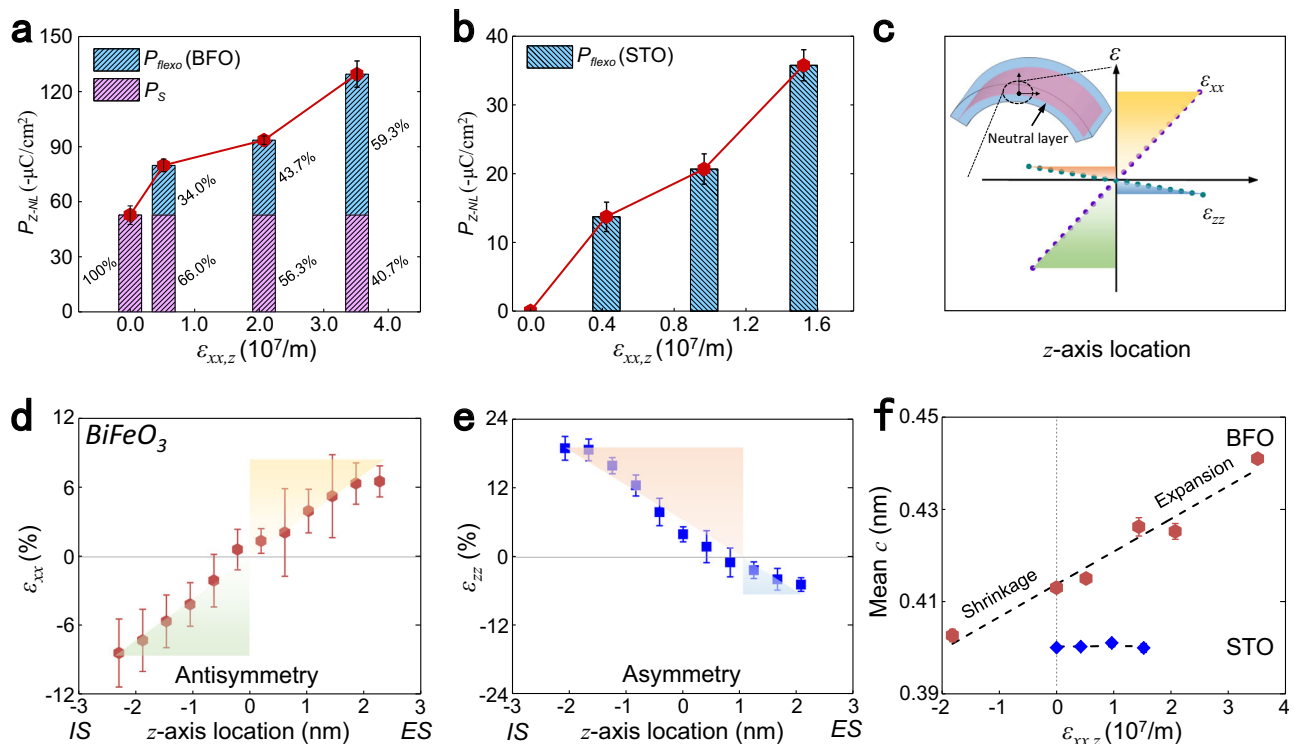 a
P_flexo (BFO)
P_S
150
120
90
60
30
0
P_Z-NL (-μC/cm²)
100%
34.0%
66.0%
43.7%
56.3%
59.3%
40.7%
0.0 1.0 2.0 3.0 4.0
ε_xx,z (10⁷/m)
b
P_flexo (STO)
40
30
20
10
0
P_Z-NL (-μC/cm²)
0.0 0.4 0.8 1.2 1.6
ε_xx,z (10⁷/m)
c
ε
ε_xx
Neutral layer
ε_zz
z-axis location
d
BiFeO₃
12
6
0
-6
-12
ε_xx (%)
Antisymmetry
-3 -2 -1 0 1 2 3
IS z-axis location (nm) ES
e
24
12
0
-12
-24
ε_zz (%)
Asymmetry
-3 -2 -1 0 1 2 3
IS z-axis location (nm) ES
f
0.45
0.43
0.41
0.39
Mean c (nm)
BFO
Expansion
Shrinkage
STO
-2 -1 0 1 2 3 4
ε_xx,z (10⁷/m)